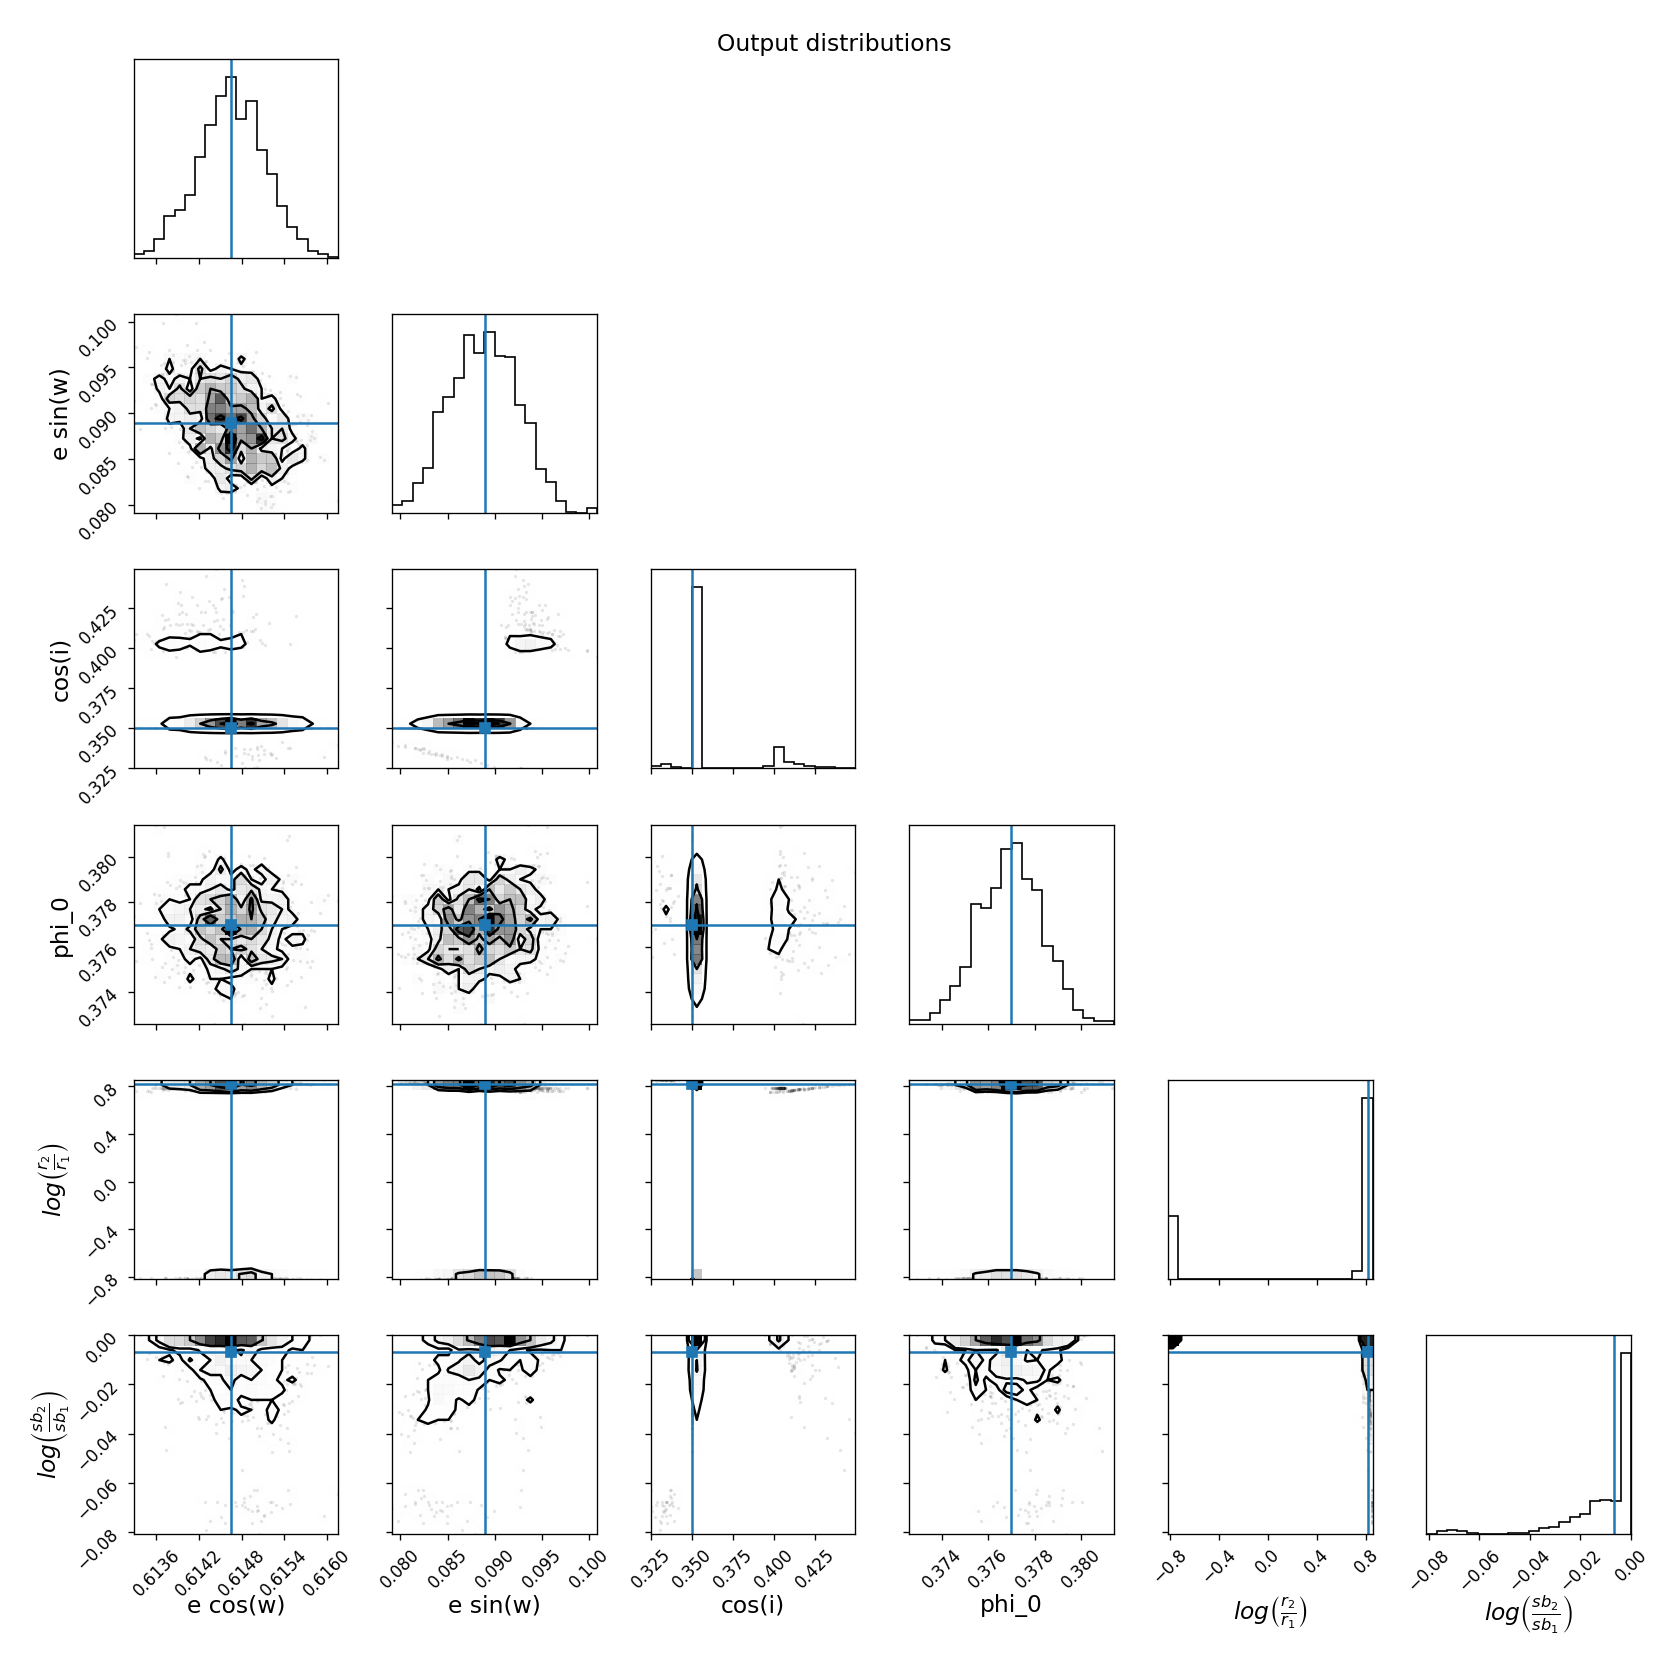 Output distributions
0.100
0.095
0.090
0.085
0.080
e sin(w)
0.425
0.400
0.375
0.350
0.325
cos(i)
0.380
0.378
0.376
0.374
phi_0
0.8
0.4
0.0
−0.4
−0.8
log(r2/r1)
0.00
−0.02
−0.04
−0.06
−0.08
log(sb2/sb1)
0.6136 0.6142 0.6148 0.6154 0.6160
0.080 0.085 0.090 0.095 0.100
0.325 0.350 0.375 0.400 0.425
0.374 0.376 0.378 0.380
−0.8 −0.4 0.0 0.4 0.8
−0.08 −0.06 −0.04 −0.02 0.00
e cos(w) e sin(w) cos(i) phi_0 log(r2/r1) log(sb2/sb1)